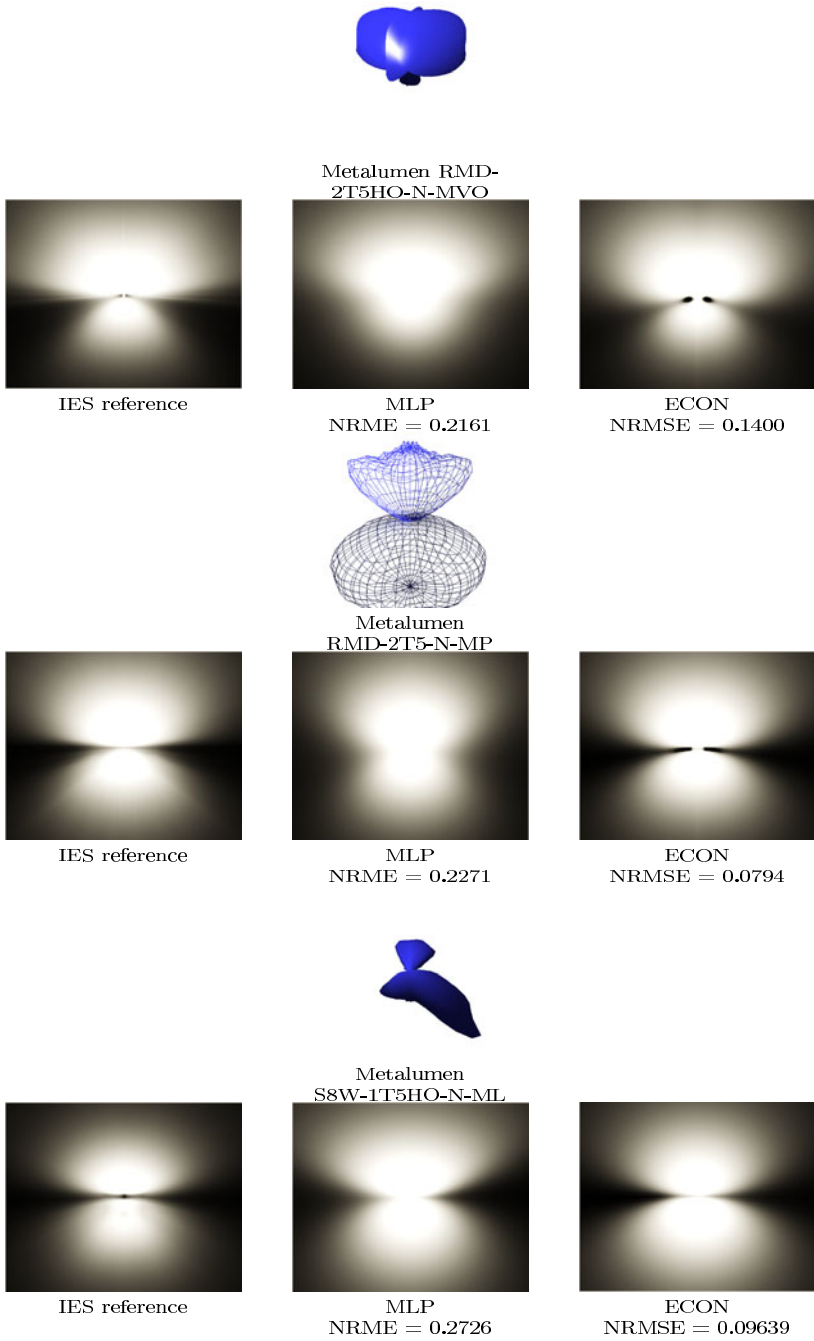 Metalumen RMD-
2T5HO-N-MVO
IES reference
MLP
NRME = 0.2161
ECON
NRMSE = 0.1400
Metalumen
RMD-2T5-N-MP
IES reference
MLP
NRME = 0.2271
ECON
NRMSE = 0.0794
Metalumen
S8W-1T5HO-N-ML
IES reference
MLP
NRME = 0.2726
ECON
NRMSE = 0.09639